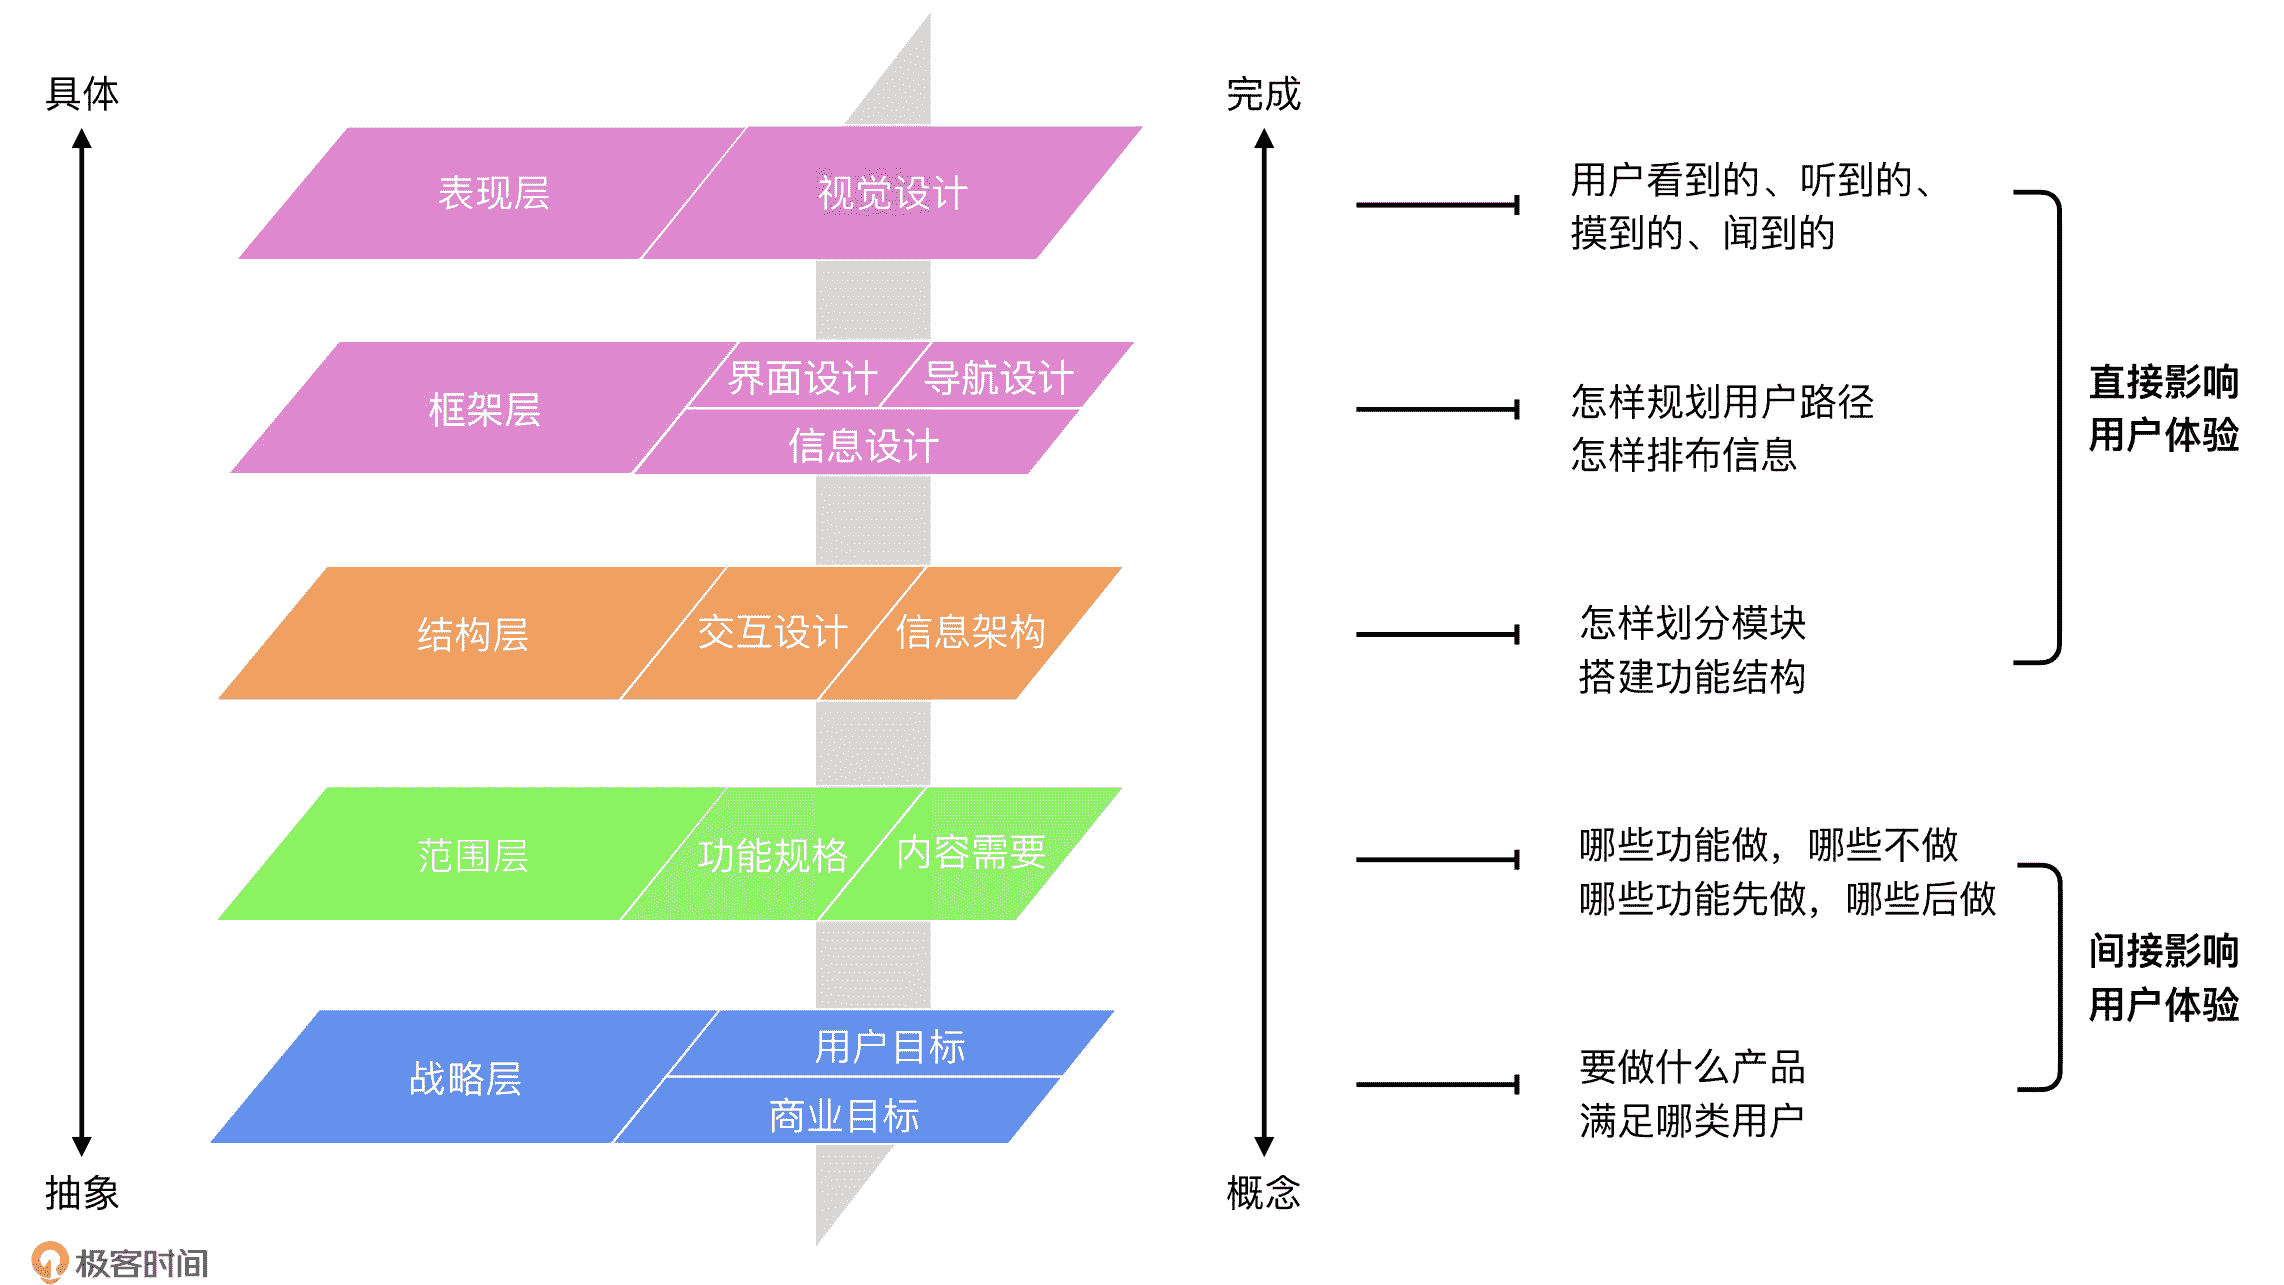 具体
完成
表现层
视觉设计
用户看到的、听到的、
摸到的、闻到的
框架层
界面设计
导航设计
信息设计
怎样规划用户路径
怎样排布信息
直接影响
用户体验
结构层
交互设计
信息架构
怎样划分模块
搭建功能结构
范围层
功能规格
内容需要
哪些功能做，哪些不做
哪些功能先做，哪些后做
间接影响
用户体验
战略层
用户目标
商业目标
要做什么产品
满足哪类用户
抽象
概念
极客时间